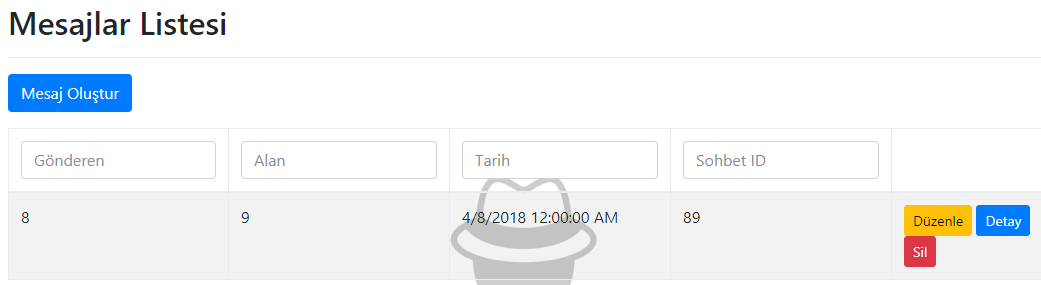 Mesajlar Listesi
Mesaj Oluştur
Gönderen Alan Tarih Sohbet ID
8 9 4/8/2018 12:00:00 AM 89 Düzenle Detay
Sil